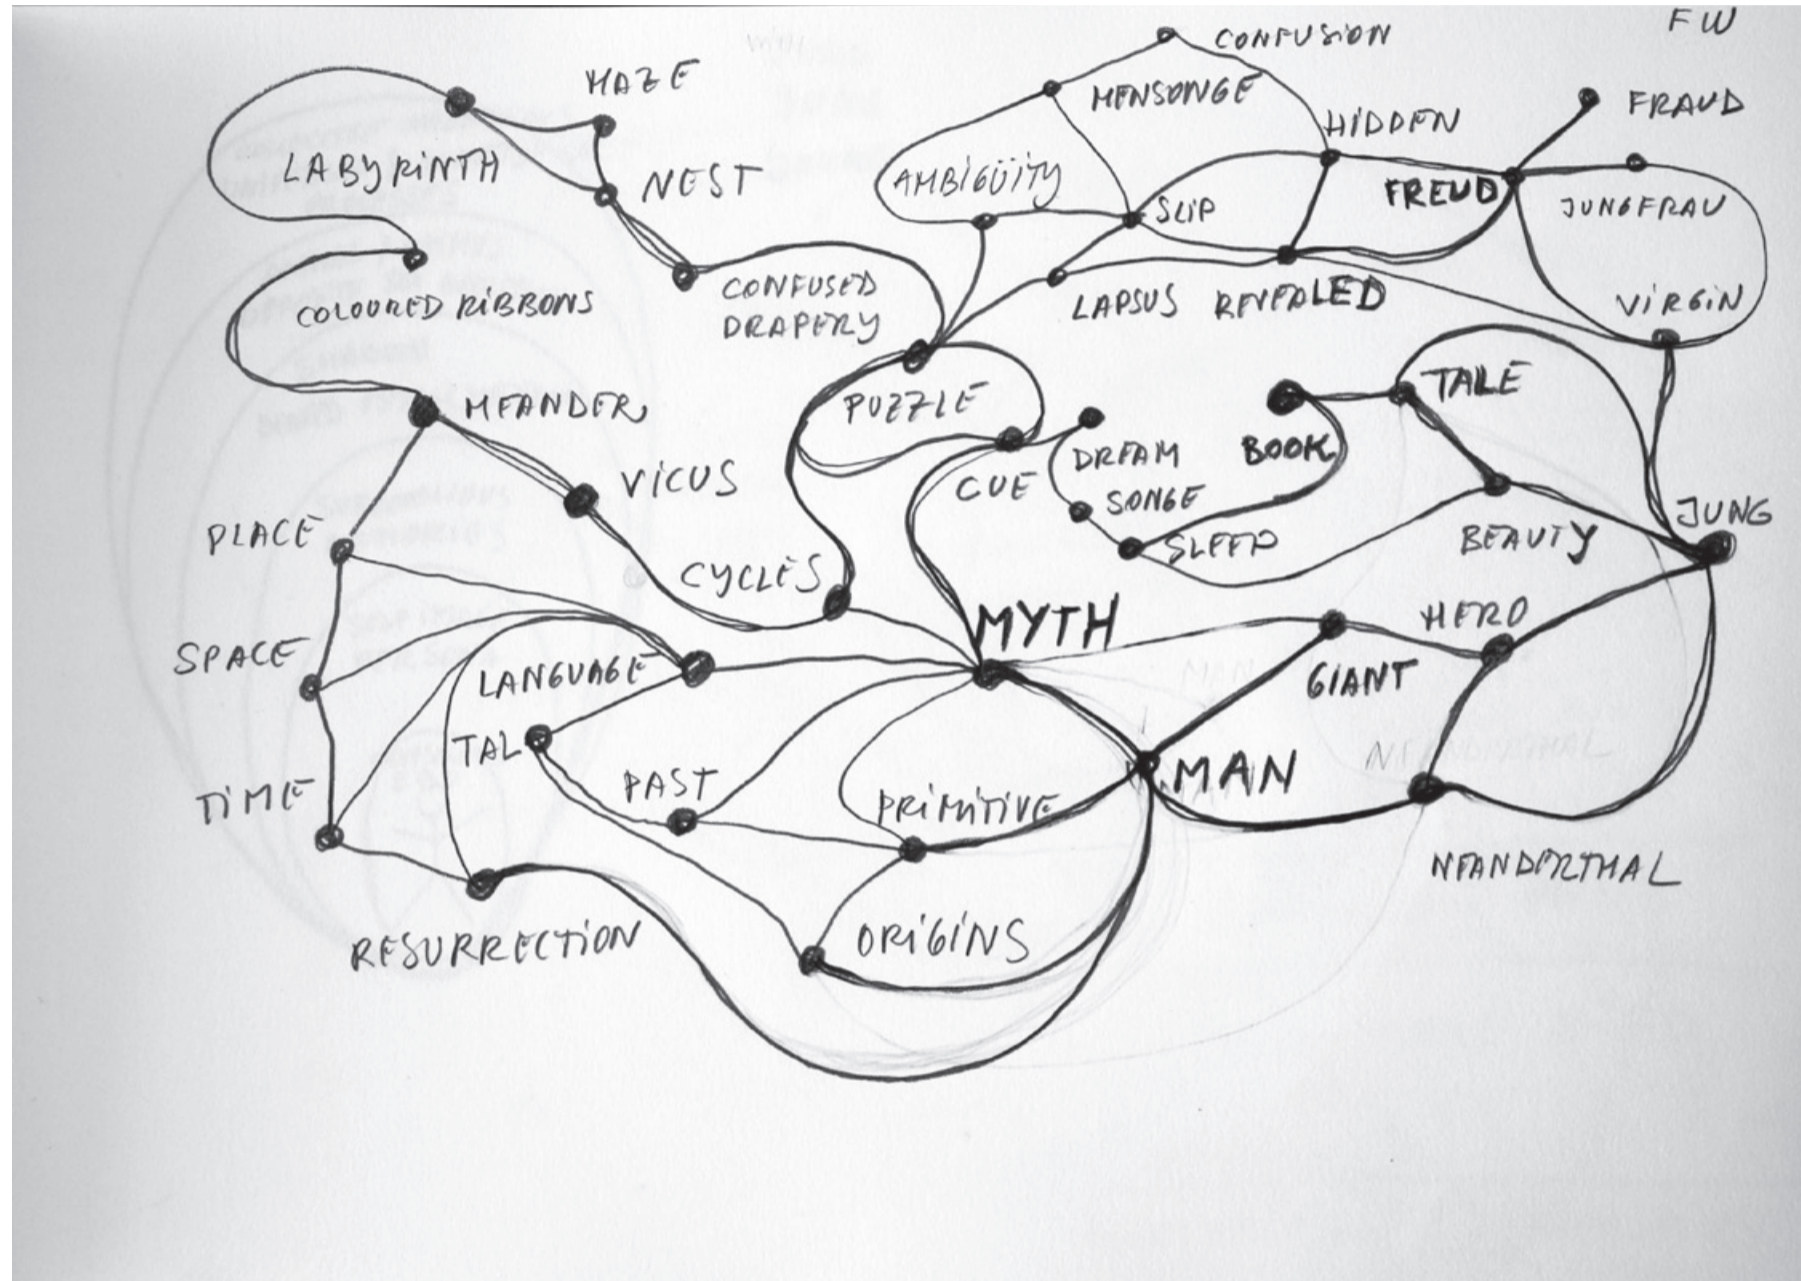 FW
CONFUSION
MAZE
MENSONGE
FRAUD
HIDDEN
LABYRINTH
NEST
AMBIGÜITY
SLIP
FREUD
JUNGFRAU
COLOURED RIBBONS
CONFUSED
DRAPERY
LAPSUS
REVEALED
VIRGIN
MEANDER
PUZZLE
TALE
DREAM
BOOK
VICUS
CUE
SONGE
JUNG
PLACE
SLEEP
BEAUTY
CYCLES
MYTH
HERO
SPACE
LANGUAGE
GIANT
TAL
PAST
MAN
TIME
PRIMITIVE
NEANDERTHAL
RESURRECTION
ORIGINS